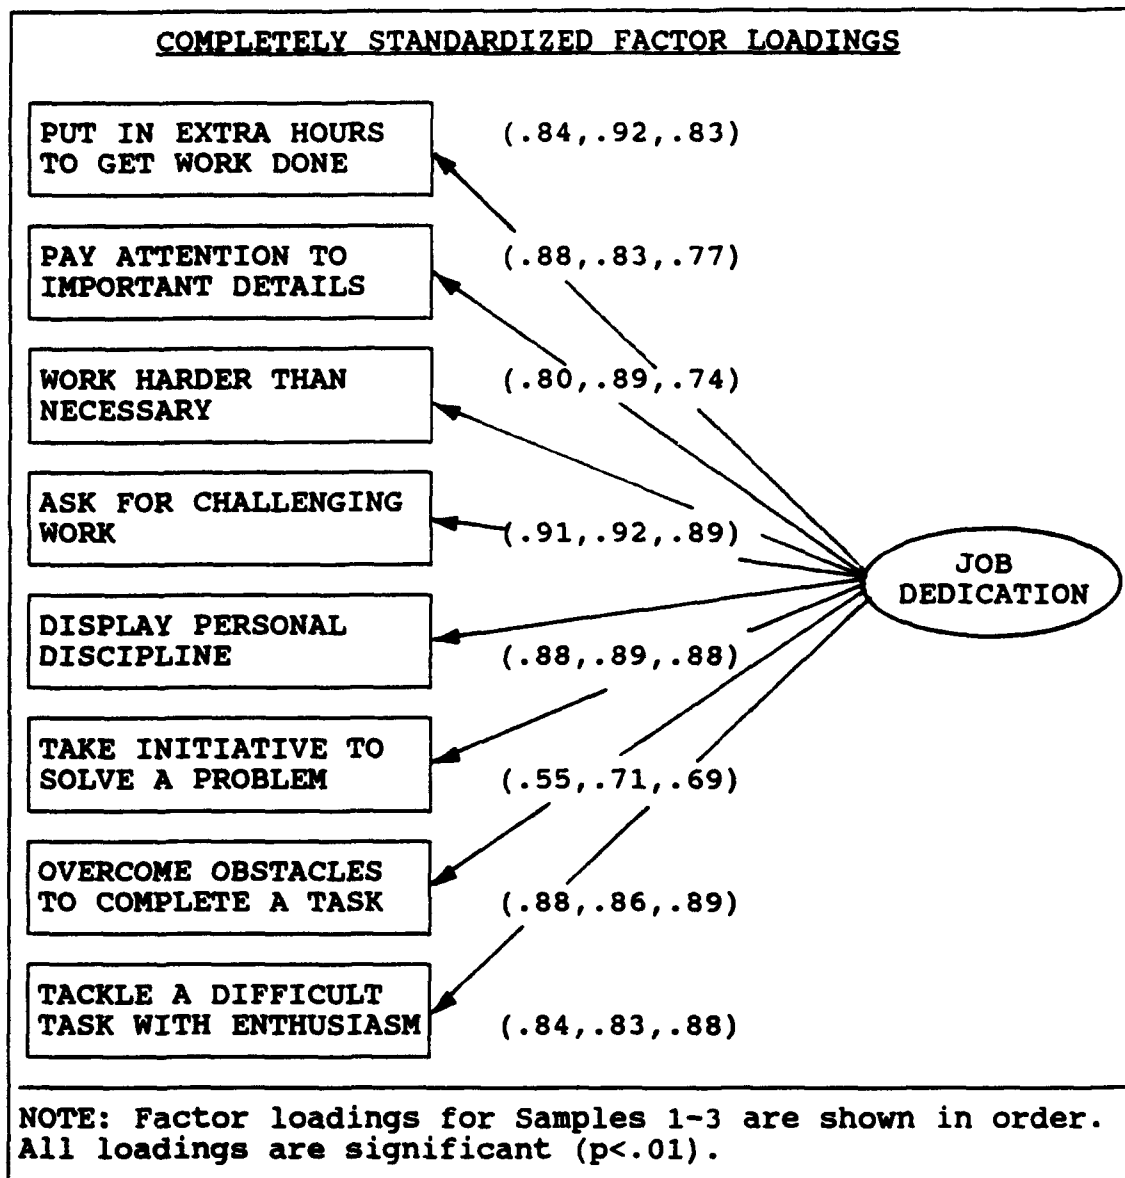 COMPLETELY STANDARDIZED FACTOR LOADINGS
PUT IN EXTRA HOURS
TO GET WORK DONE
(.84,.92,.83)
PAY ATTENTION TO
IMPORTANT DETAILS
(.88,.83,.77)
WORK HARDER THAN
NECESSARY
(.80,.89,.74)
ASK FOR CHALLENGING
WORK
(.91,.92,.89)
JOB
DEDICATION
DISPLAY PERSONAL
DISCIPLINE
(.88,.89,.88)
TAKE INITIATIVE TO
SOLVE A PROBLEM
(.55,.71,.69)
OVERCOME OBSTACLES
TO COMPLETE A TASK
(.88,.86,.89)
TACKLE A DIFFICULT
TASK WITH ENTHUSIASM
(.84,.83,.88)
NOTE: Factor loadings for Samples 1-3 are shown in order.
All loadings are significant (p<.01).